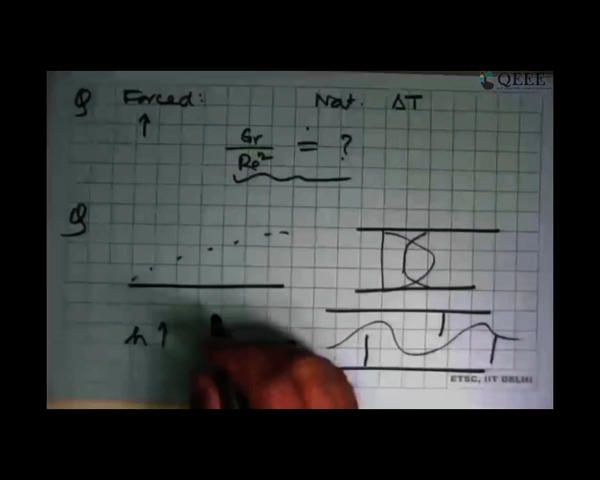 QEEE
Q Forced: Nat. ΔT
↑
Gr/Re² = ?
Q
h ↑
ETSC, IIT DELHI